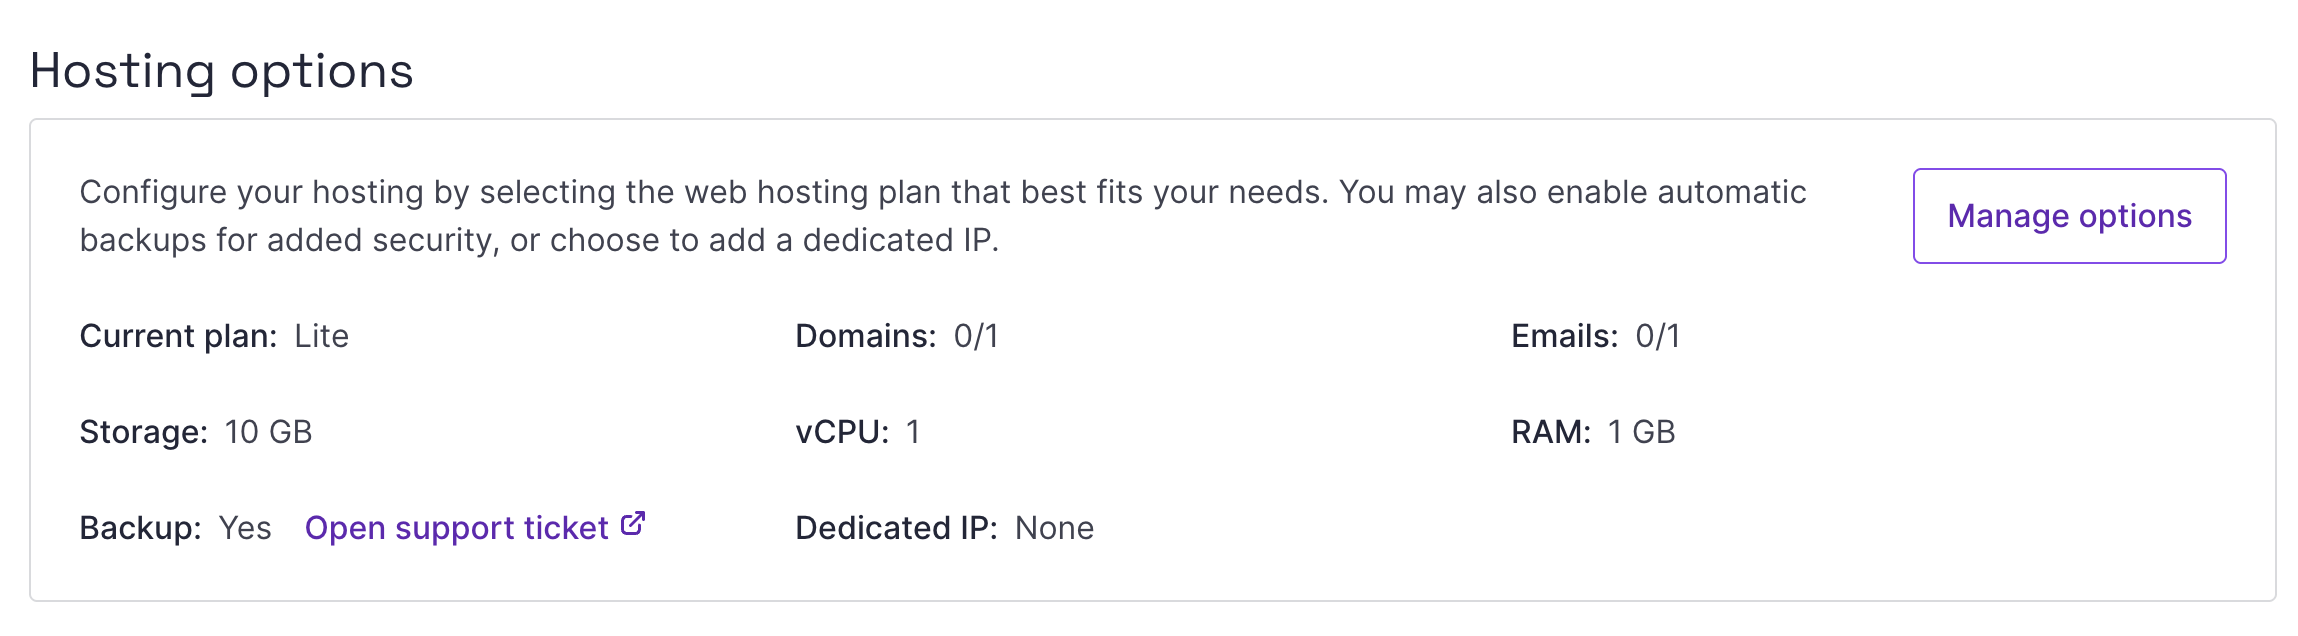 Hosting options
Configure your hosting by selecting the web hosting plan that best fits your needs. You may also enable automatic
backups for added security, or choose to add a dedicated IP.
Manage options
Current plan: Lite
Domains: 0/1
Emails: 0/1
Storage: 10 GB
vCPU: 1
RAM: 1 GB
Backup: Yes Open support ticket
Dedicated IP: None